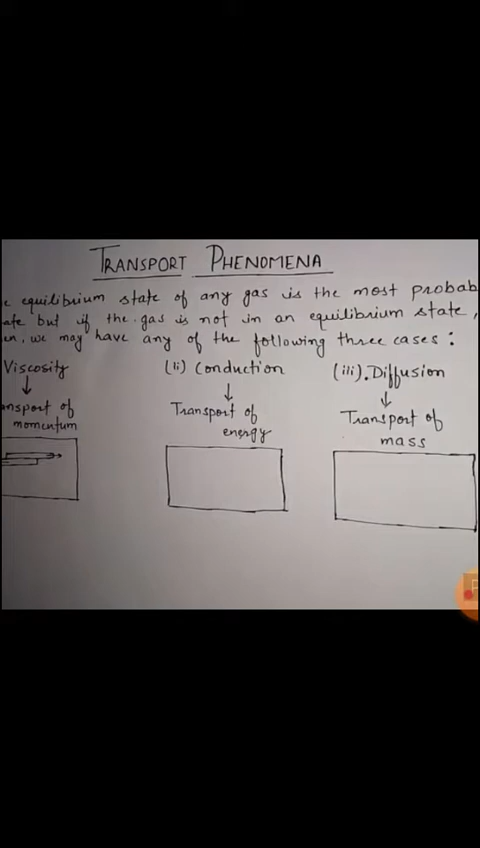 TRANSPORT PHENOMENA
equilibrium state of any gas is the most probab
ate but if the gas is not in an equilibrium state,
en, we may have any of the following three cases:
Viscosity (ii) Conduction (iii). Diffusion
nsport of Transport of Transport of
momentum energy mass